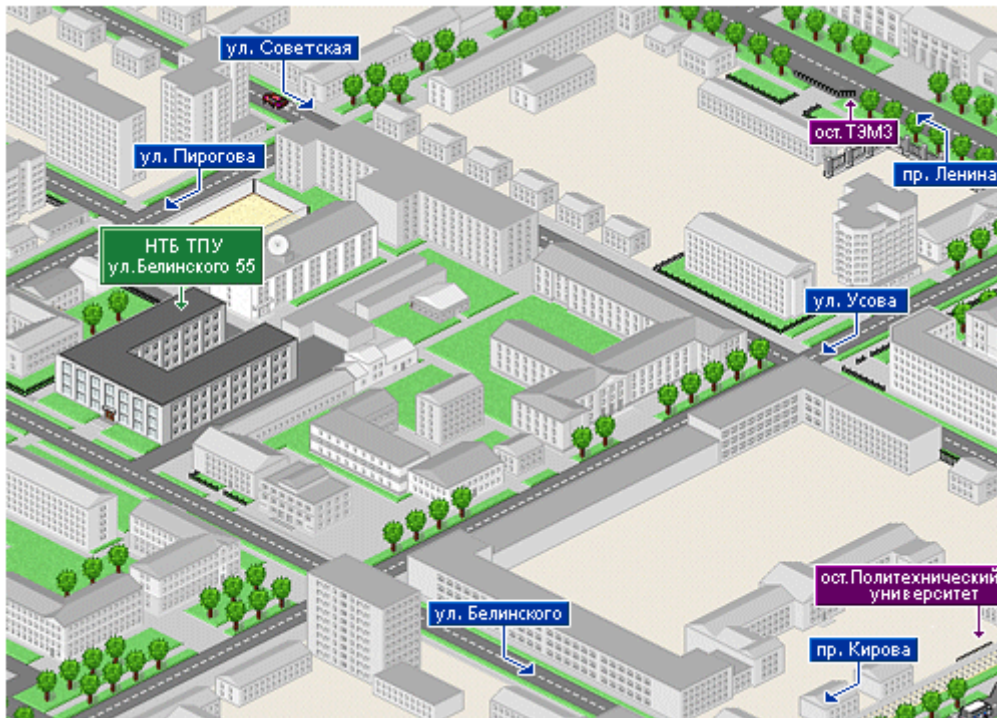 ул. Советская
ост. ТЭМЗ
ул. Пирогова
пр. Ленина
НТБ ТПУ
ул.Белинского 55
ул. Усова
ост.Политехнический
университет
ул. Белинского
пр. Кирова